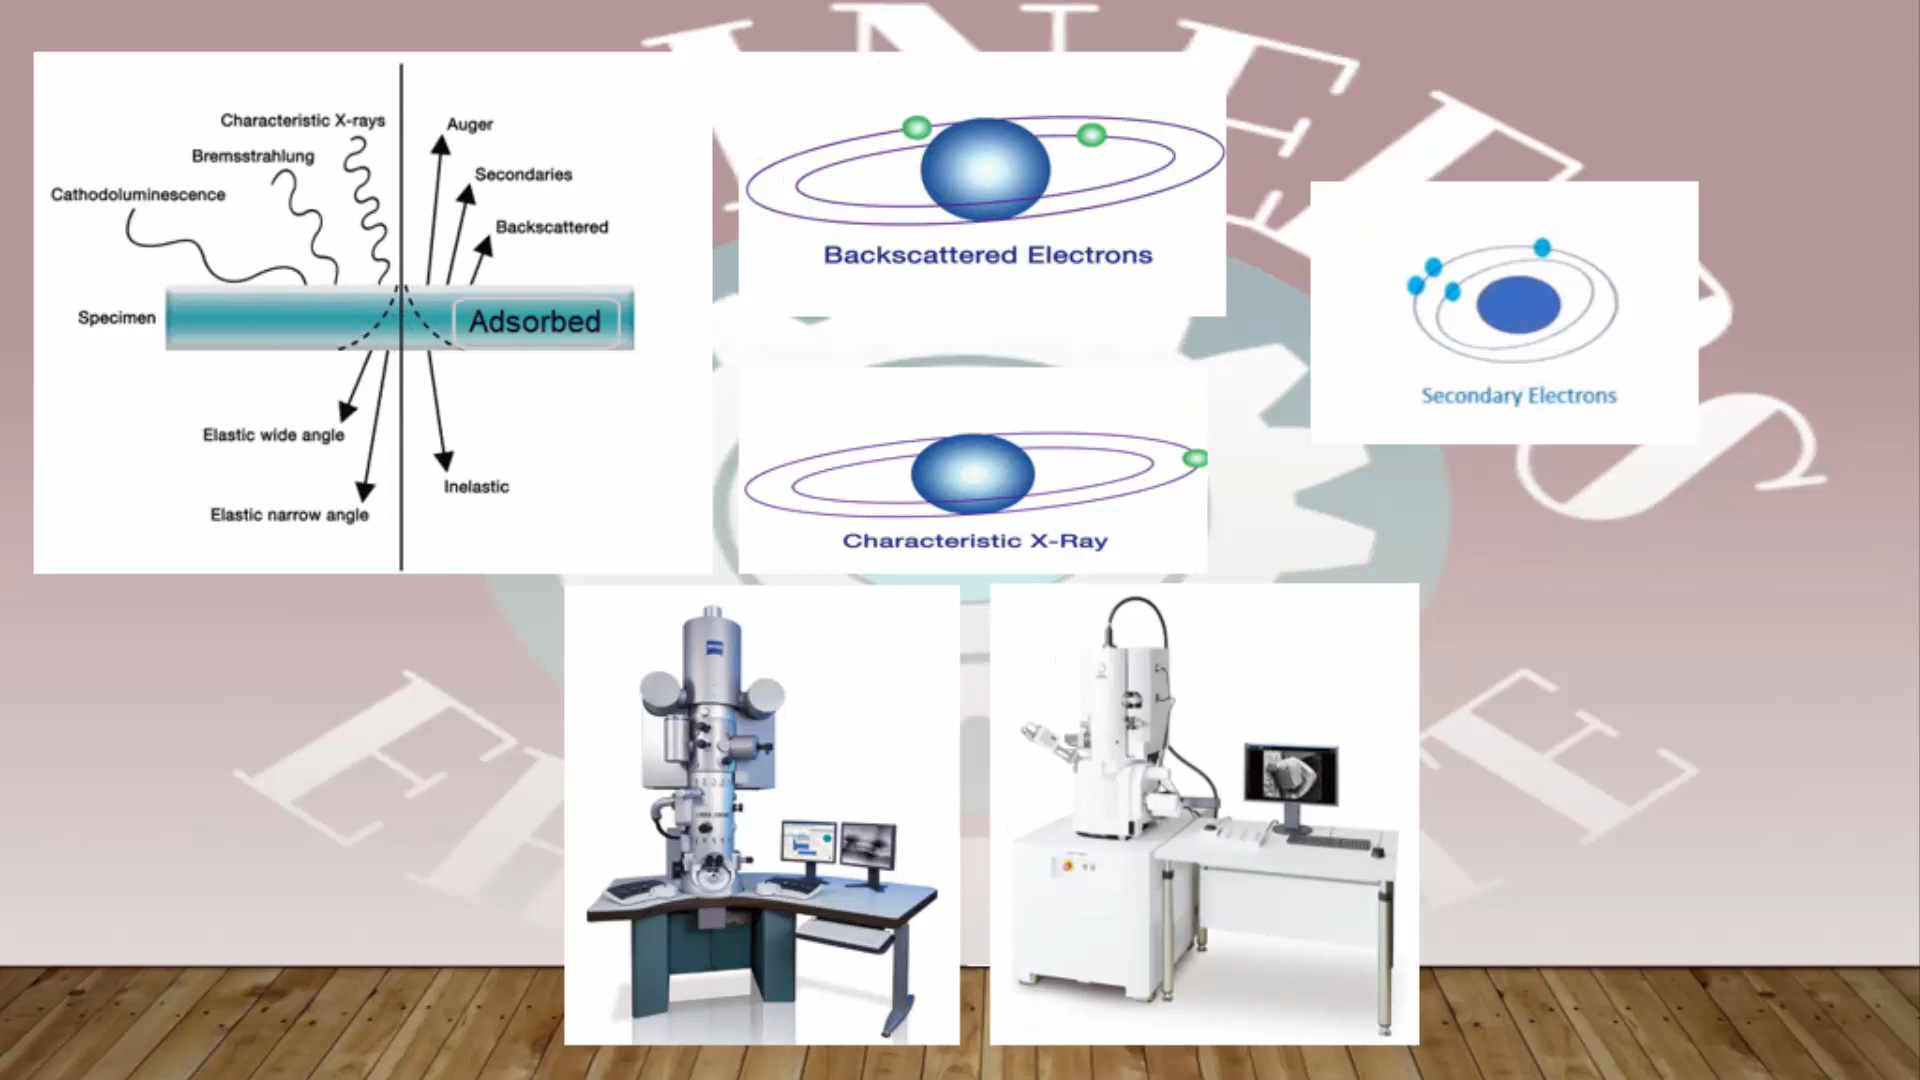 Characteristic X-rays
Auger
Bremsstrahlung
Secondaries
Cathodoluminescence
Backscattered
Specimen
Adsorbed
Elastic wide angle
Inelastic
Elastic narrow angle
Backscattered Electrons
Characteristic X-Ray
Secondary Electrons